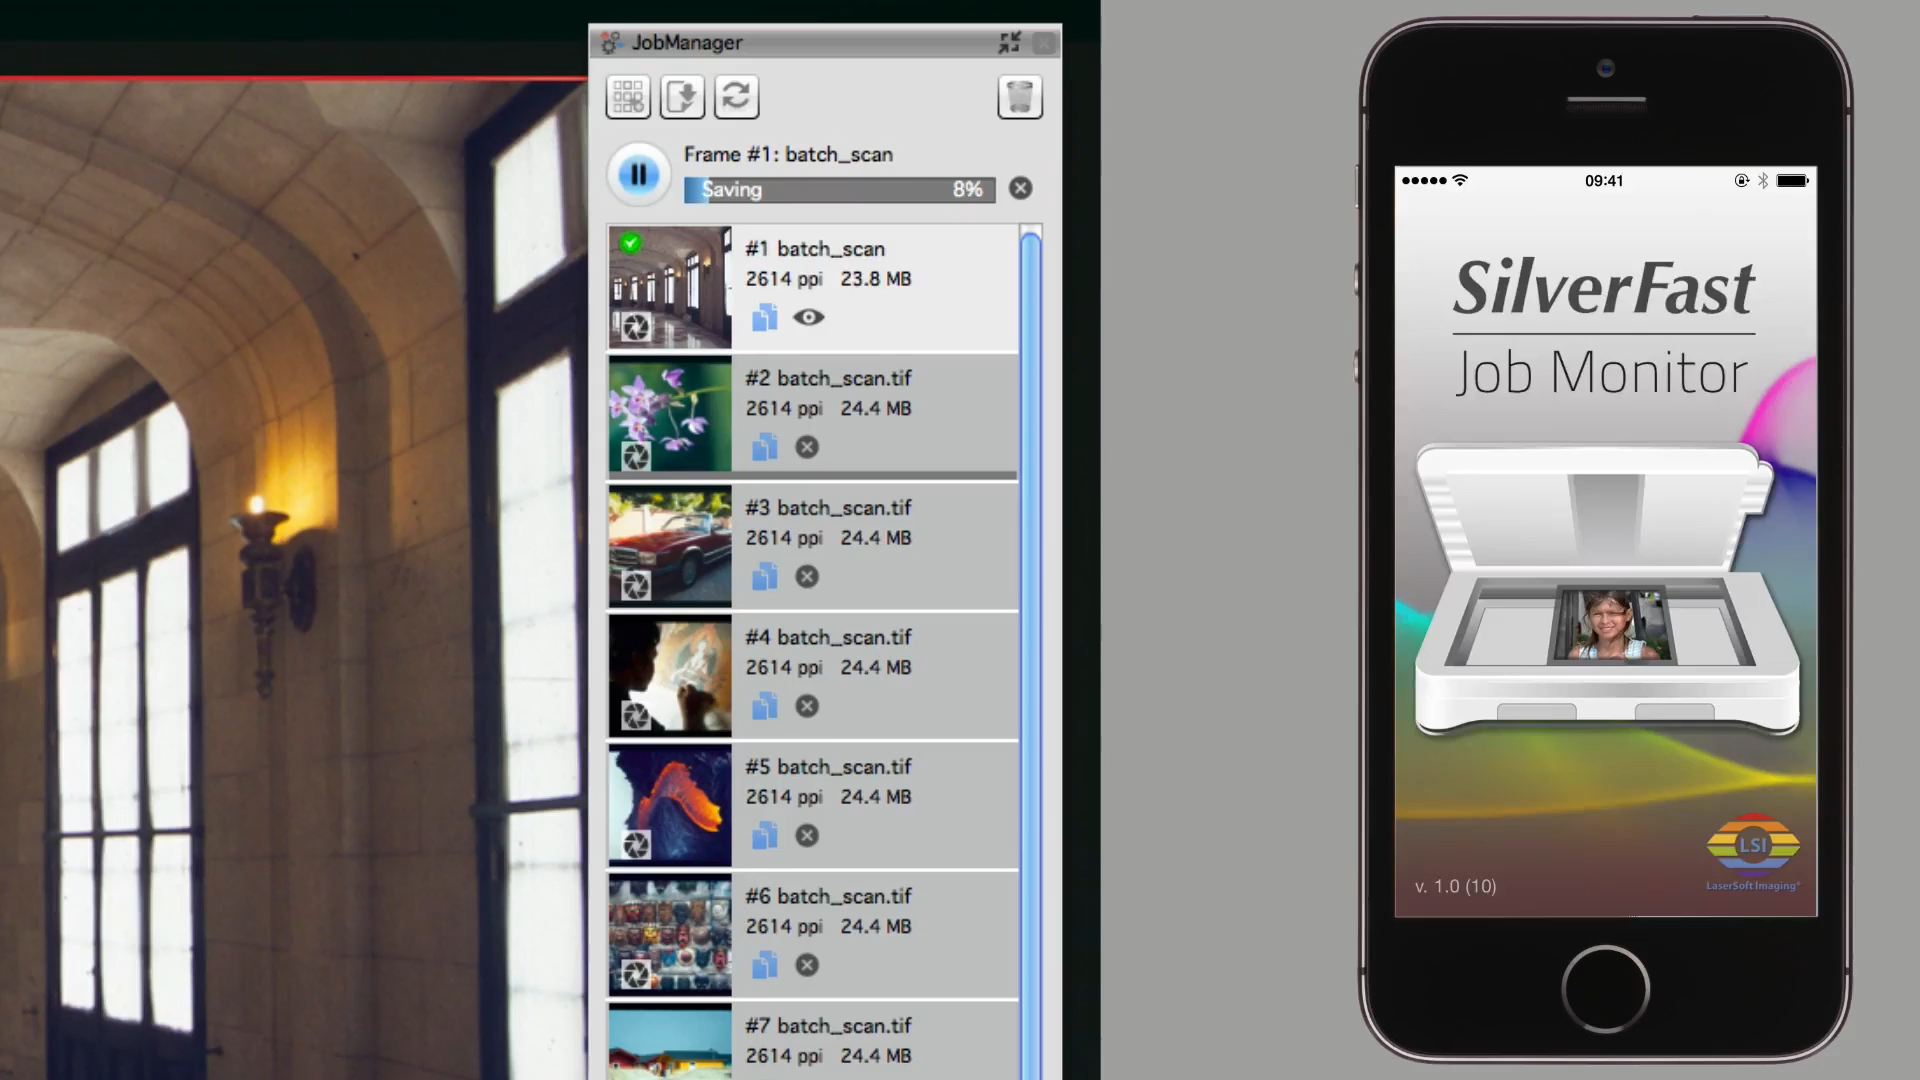 JobManager
Frame #1: batch_scan
Saving 8%
#1 batch_scan
2614 ppi 23.8 MB
#2 batch_scan.tif
2614 ppi 24.4 MB
#3 batch_scan.tif
2614 ppi 24.4 MB
#4 batch_scan.tif
2614 ppi 24.4 MB
#5 batch_scan.tif
2614 ppi 24.4 MB
#6 batch_scan.tif
2614 ppi 24.4 MB
#7 batch_scan.tif
2614 ppi 24.4 MB
09:41
SilverFast
Job Monitor
LSI
LaserSoft Imaging
v. 1.0 (10)